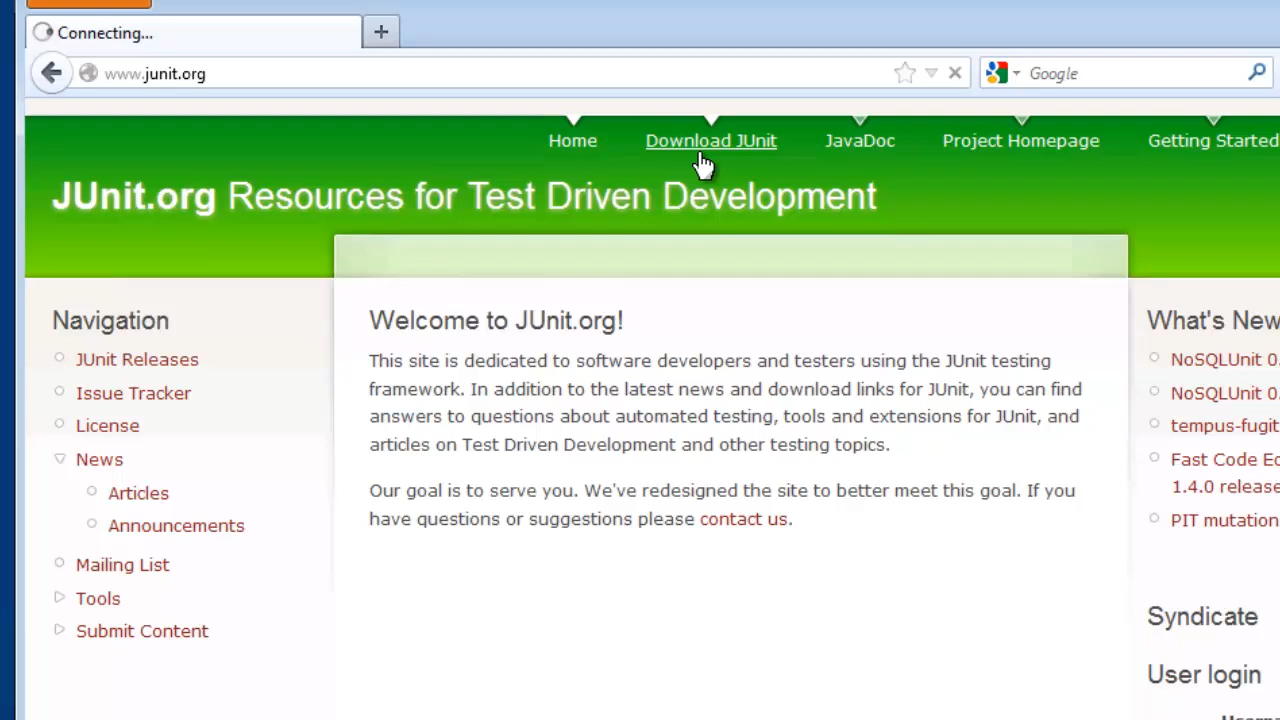 Connecting...
www.junit.org
Google
Home
Download JUnit
JavaDoc
Project Homepage
Getting Started
JUnit.org Resources for Test Driven Development
Navigation
JUnit Releases
Issue Tracker
License
News
Articles
Announcements
Mailing List
Tools
Submit Content
Welcome to JUnit.org!
This site is dedicated to software developers and testers using the JUnit testing
framework. In addition to the latest news and download links for JUnit, you can find
answers to questions about automated testing, tools and extensions for JUnit, and
articles on Test Driven Development and other testing topics.
Our goal is to serve you. We've redesigned the site to better meet this goal. If you
have questions or suggestions please contact us.
What's New
NoSQLUnit 0.
NoSQLUnit 0.
tempus-fugit
Fast Code
1.4.0 release
PIT mutation
Syndicate
User login